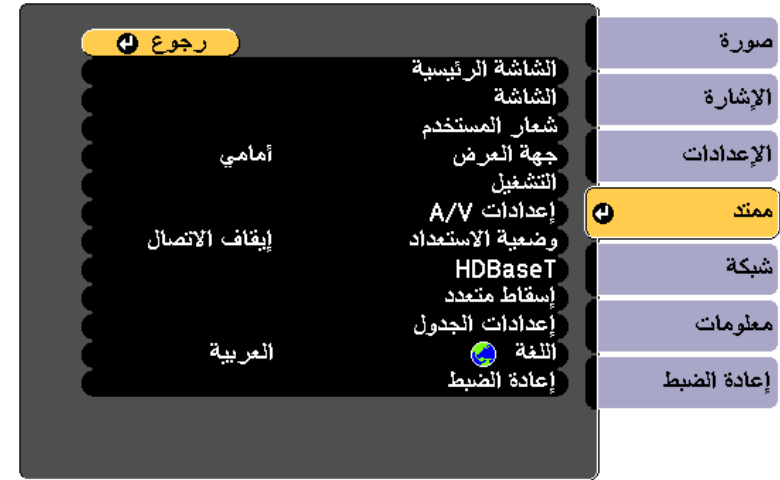 صورة
الإشارة
الإعدادات
ممتد
شبكة
معلومات
إعادة الضبط
رجوع
الشاشة الرئيسية
الشاشة
شعار المستخدم
جهة العرض أمامي
التشغيل
إعدادات A/V
وضعية الاستعداد إيقاف الاتصال
HDBaseT
إسقاط متعدد
إعدادات الجدول
اللغة العربية
إعادة الضبط